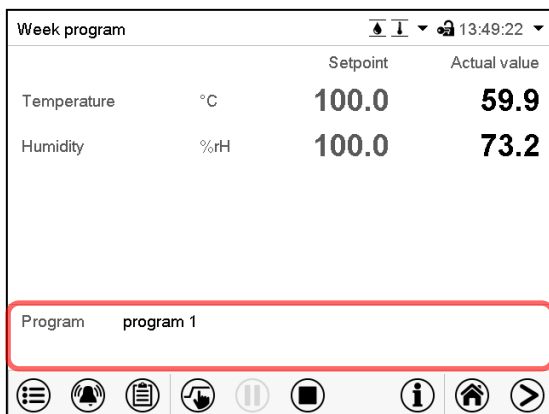 Week program 13:49:22
Setpoint Actual value
Temperature °C 100.0 59.9
Humidity %rH 100.0 73.2
Program program 1